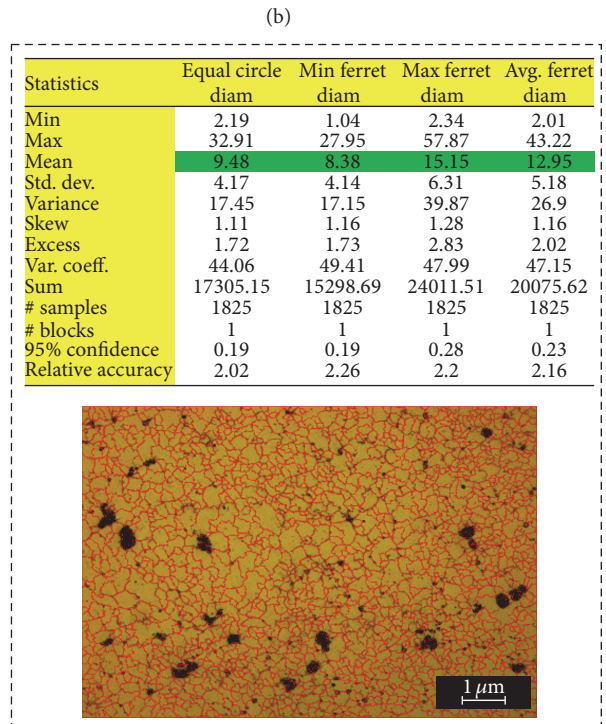 (b)
Statistics Equal circle diam Min ferret diam Max ferret diam Avg. ferret diam
Min 2.19 1.04 2.34 2.01
Max 32.91 27.95 57.87 43.22
Mean 9.48 8.38 15.15 12.95
Std. dev. 4.17 4.14 6.31 5.18
Variance 17.45 17.15 39.87 26.9
Skew 1.11 1.16 1.28 1.16
Excess 1.72 1.73 2.83 2.02
Var. coeff. 44.06 49.41 47.99 47.15
Sum 17305.15 15298.69 24011.51 20075.62
# samples 1825 1825 1825 1825
# blocks 1 1 1 1
95% confidence 0.19 0.19 0.28 0.23
Relative accuracy 2.02 2.26 2.2 2.16
1 μm